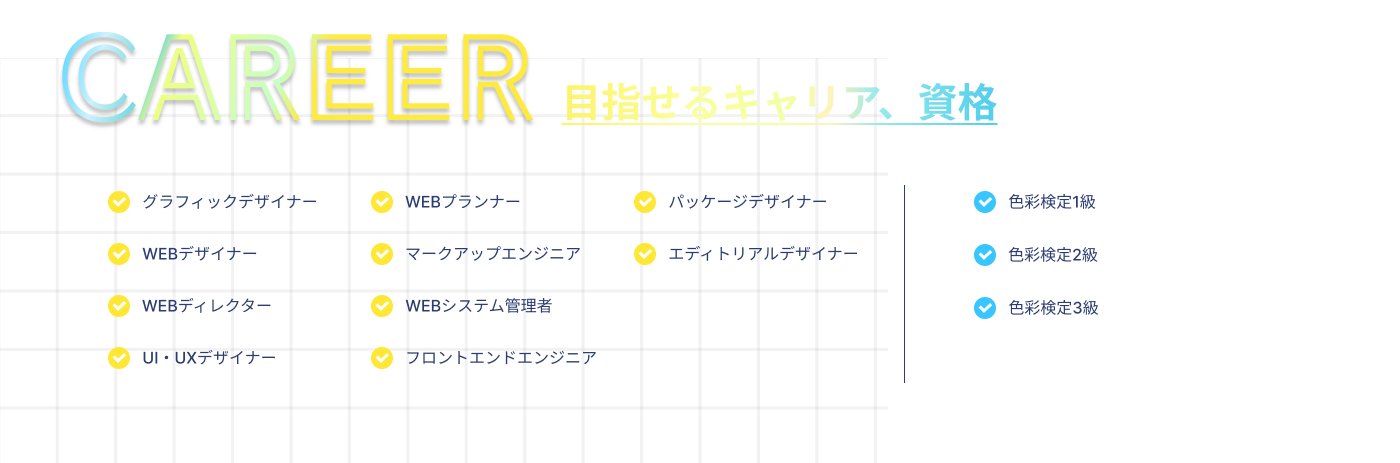 CAREER
目指せるキャリア、資格
グラフィックデザイナー
WEBデザイナー
WEBディレクター
UI・UXデザイナー
WEBプランナー
マークアップエンジニア
WEBシステム管理者
フロントエンドエンジニア
パッケージデザイナー
エディトリアルデザイナー
色彩検定1級
色彩検定2級
色彩検定3級